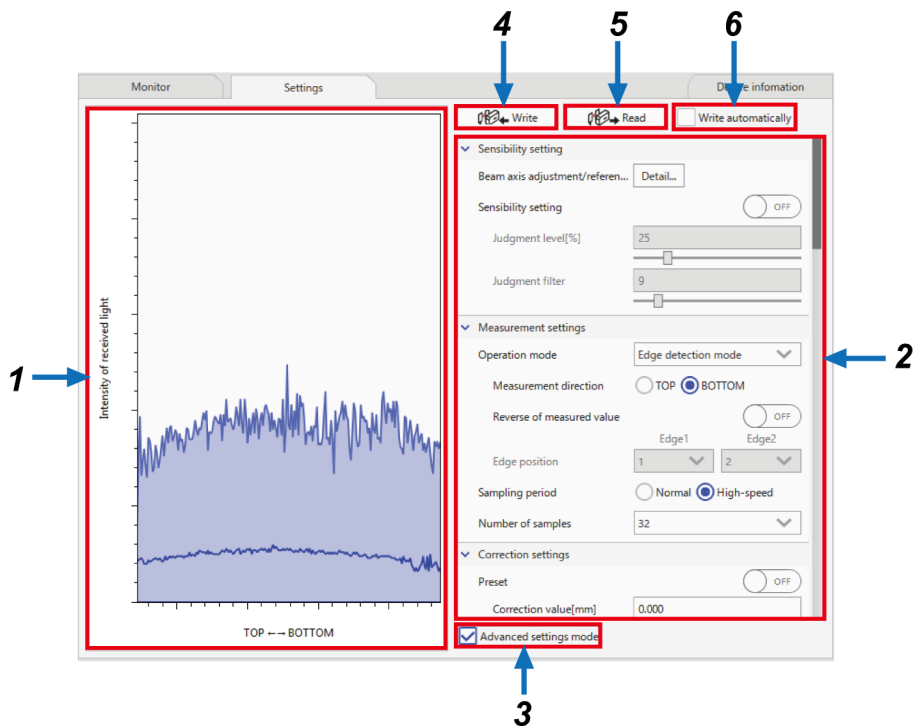 4 5 6
Monitor Settings Device infomation
Write Read Write automatically
Sensibility setting
Beam axis adjustment/referen... Detail...
Sensibility setting OFF
Judgment level[%] 25
Judgment filter 9
Measurement settings
Operation mode Edge detection mode
Measurement direction TOP BOTTOM
Reverse of measured value OFF
Edge1 Edge2
Edge position 1 2
Sampling period Normal High-speed
Number of samples 32
Correction settings
Preset OFF
Correction value[mm] 0.000
Advanced settings mode
Intensity of received light
TOP ←→ BOTTOM
1
2
3